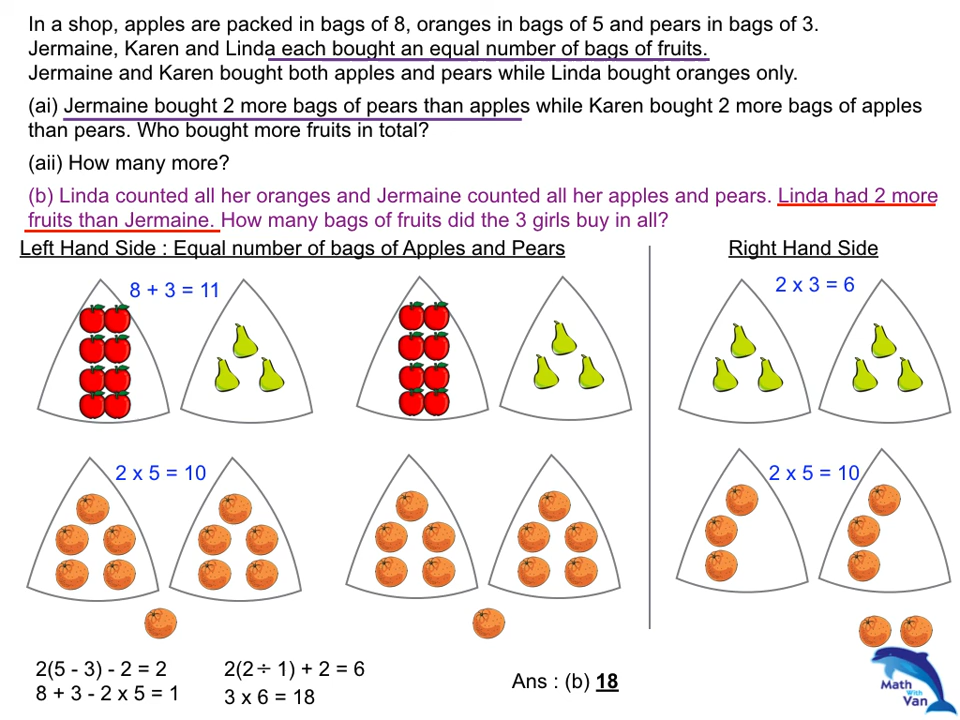 In a shop, apples are packed in bags of 8, oranges in bags of 5 and pears in bags of 3.
Jermaine, Karen and Linda each bought an equal number of bags of fruits.
Jermaine and Karen bought both apples and pears while Linda bought oranges only.
(ai) Jermaine bought 2 more bags of pears than apples while Karen bought 2 more bags of apples
than pears. Who bought more fruits in total?
(aii) How many more?
(b) Linda counted all her oranges and Jermaine counted all her apples and pears. Linda had 2 more
fruits than Jermaine. How many bags of fruits did the 3 girls buy in all?
Left Hand Side : Equal number of bags of Apples and Pears
Right Hand Side
8 + 3 = 11
2 x 3 = 6
2 x 5 = 10
2 x 5 = 10
2(5 - 3) - 2 = 2
8 + 3 - 2 x 5 = 1
2(2 ÷ 1) + 2 = 6
3 x 6 = 18
Ans : (b) 18
Math
With
Van